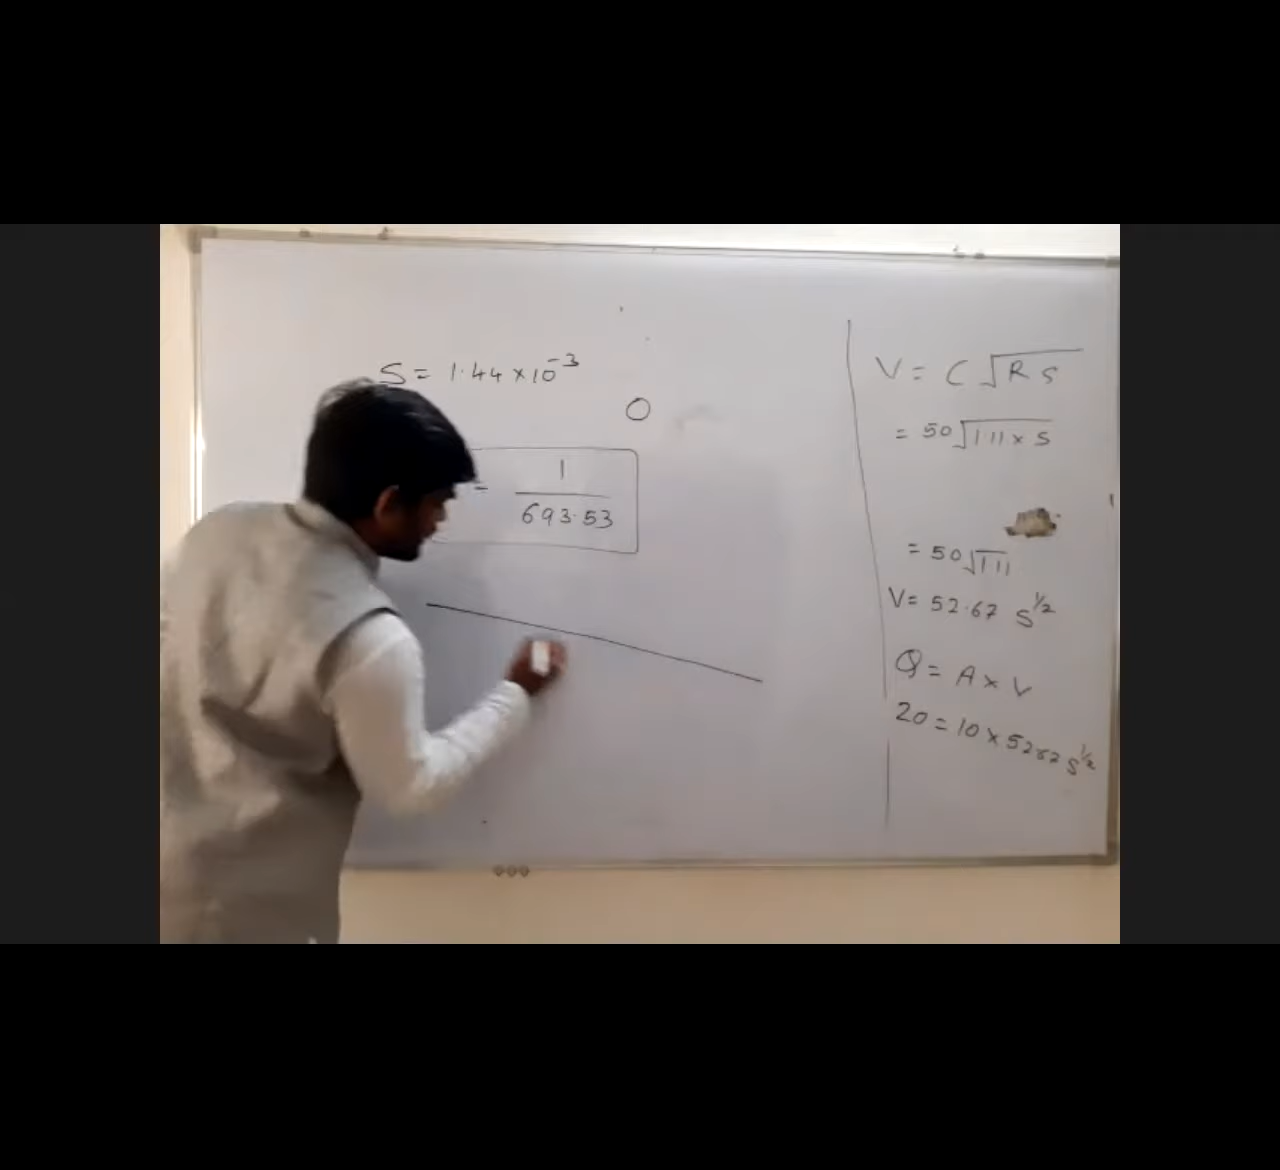 S = 1.44 × 10⁻³
O
= 1/693.53
V = C √RS
= 50 √1.11 × S
= 50 √1.11
V = 52.67 S^1/2
Q = A × V
20 = 10 × 52.67 S^1/2